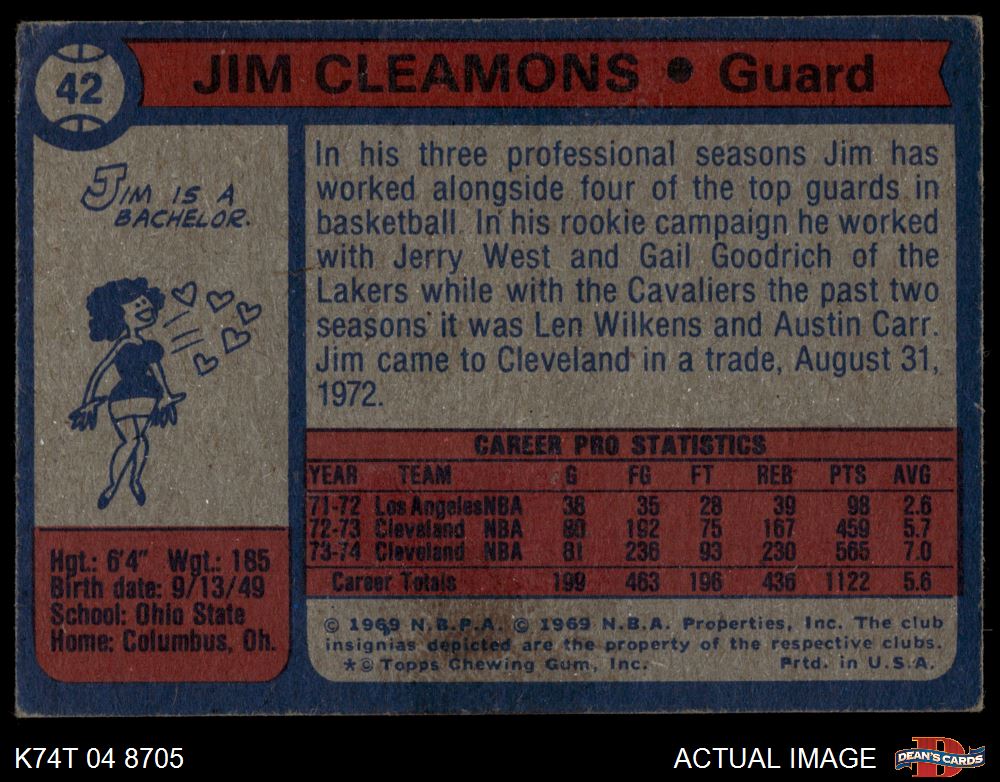 42
JIM CLEAMONS • Guard
JIM IS A
BACHELOR.
In his three professional seasons Jim has
worked alongside four of the top guards in
basketball. In his rookie campaign he worked
with Jerry West and Gail Goodrich of the
Lakers while with the Cavaliers the past two
seasons it was Len Wilkens and Austin Carr.
Jim came to Cleveland in a trade, August 31,
1972.
Hgt.: 6'4" Wgt.: 185
Birth date: 9/13/49
School: Ohio State
Home: Columbus, Oh.
CAREER PRO STATISTICS
YEAR TEAM G FG FT REB PTS AVG
71-72 Los Angeles NBA 38 35 28 39 98 2.6
72-73 Cleveland NBA 80 192 75 167 459 5.7
73-74 Cleveland NBA 81 236 93 230 565 7.0
Career Totals 199 463 196 436 1122 5.6
© 1969 N.B.P.A. © 1969 N.B.A. Properties, Inc. The club
insignias depicted are the property of the respective clubs.
*© Topps Chewing Gum, Inc. Prtd. in U.S.A.
K74T 04 8705
ACTUAL IMAGE
D
DEAN'S CARDS